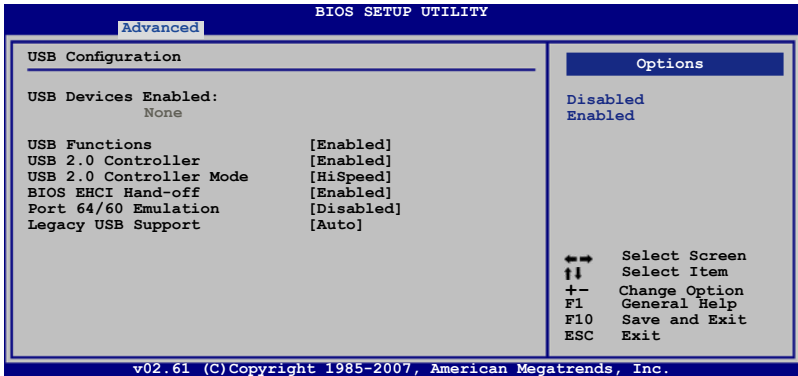 BIOS SETUP UTILITY
Advanced
USB Configuration
USB Devices Enabled:
None
USB Functions [Enabled]
USB 2.0 Controller [Enabled]
USB 2.0 Controller Mode [HiSpeed]
BIOS EHCI Hand-off [Enabled]
Port 64/60 Emulation [Disabled]
Legacy USB Support [Auto]
Options
Disabled
Enabled
←→ Select Screen
↑↓ Select Item
+- Change Option
F1 General Help
F10 Save and Exit
ESC Exit
v02.61 (C)Copyright 1985-2007, American Megatrends, Inc.